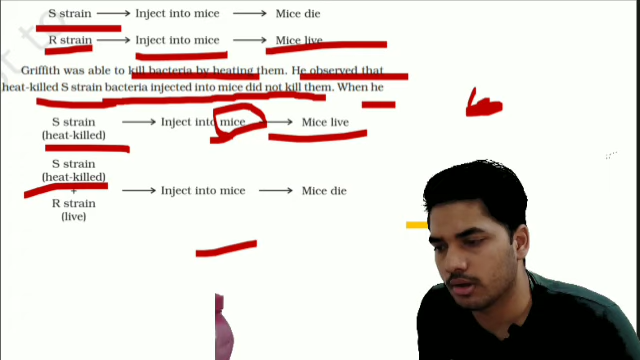 S strain → Inject into mice → Mice die
R strain → Inject into mice → Mice live
Griffith was able to kill bacteria by heating them. He observed that
heat-killed S strain bacteria injected into mice did not kill them. When he
S strain
(heat-killed) → Inject into mice → Mice live
S strain
(heat-killed)
+ → Inject into mice → Mice die
R strain
(live)